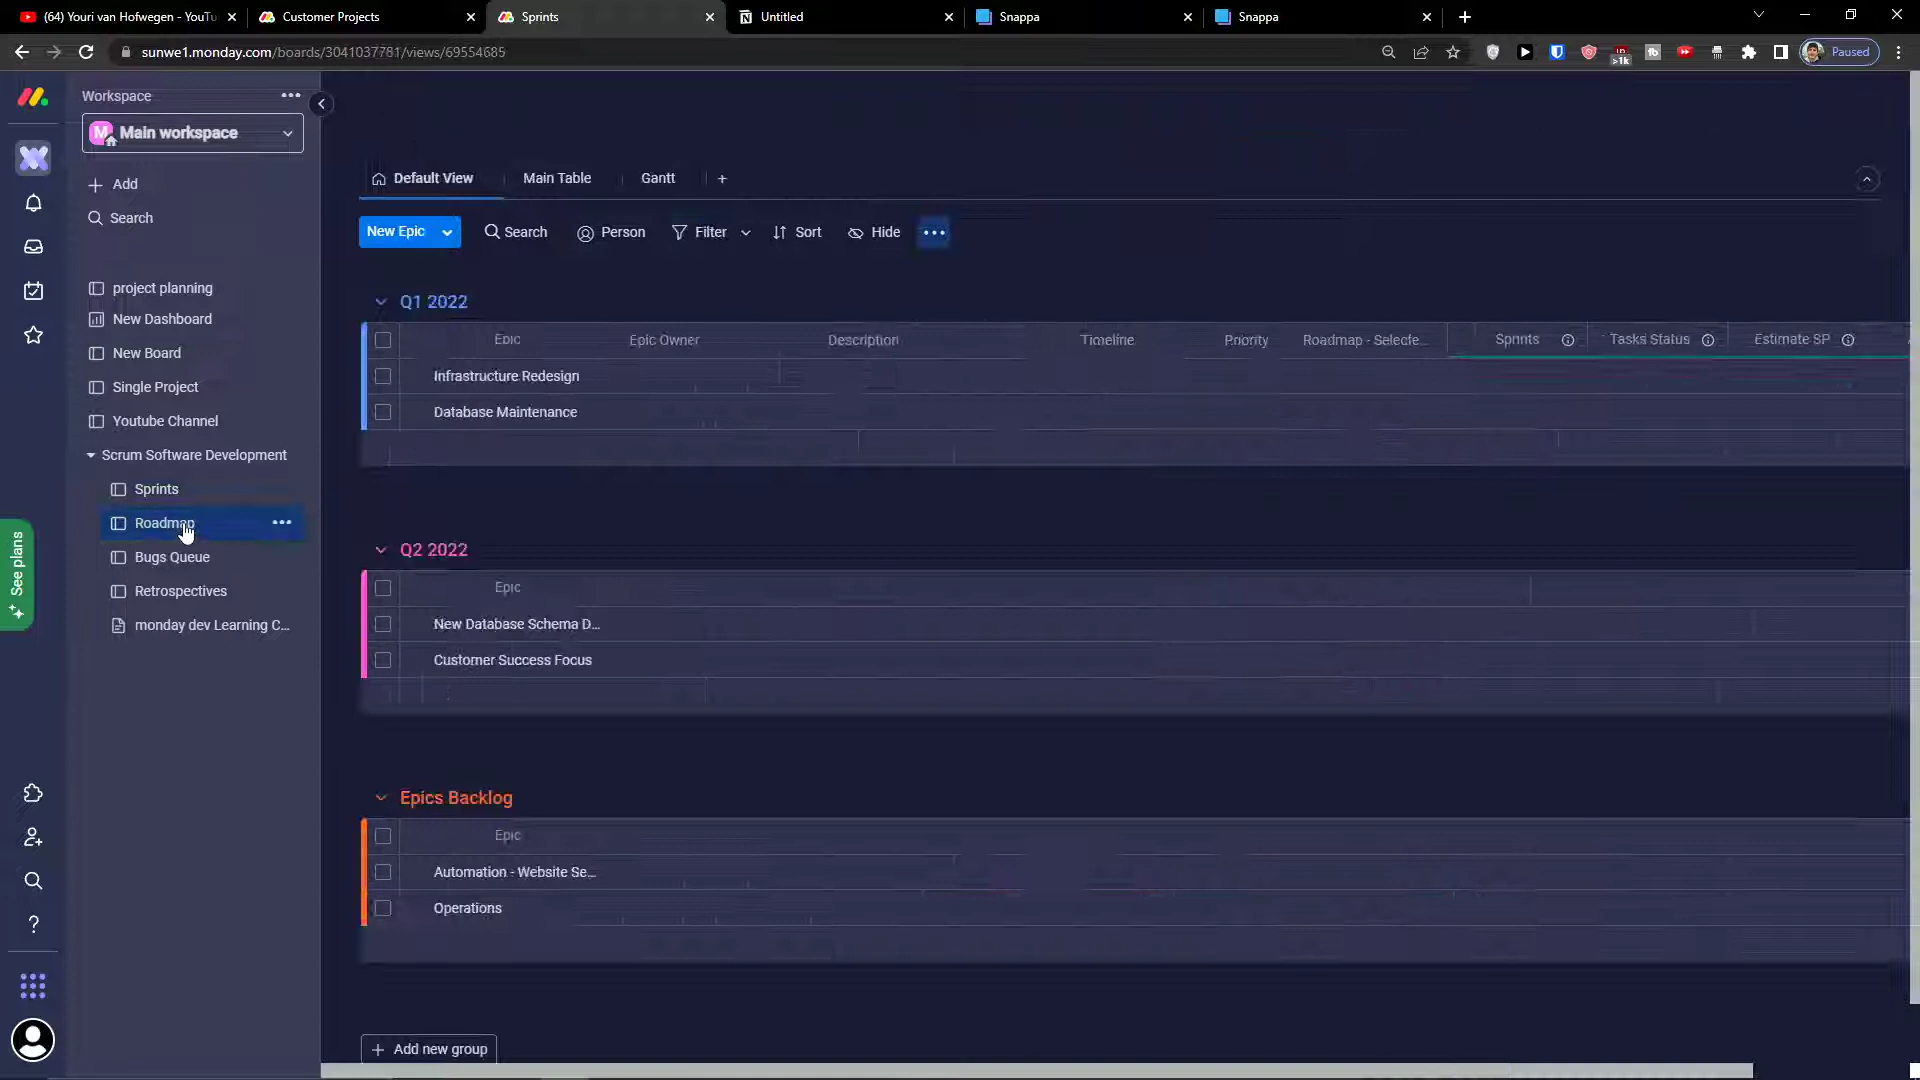 (64) Youri van Hofwegen - YouTu
Customer Projects
Sprints
Untitled
Snappa
Snappa
sunwe1.monday.com/boards/3041037781/views/69554685
>1k
Paused
Workspace
M Main workspace
Add
Search
project planning
New Dashboard
New Board
Single Project
Youtube Channel
Scrum Software Development
Sprints
Roadmap
Bugs Queue
Retrospectives
monday dev Learning C...
See plans
Default View
Main Table
Gantt
New Epic
Search
Person
Filter
Sort
Hide
Q1 2022
Epic Epic Owner Description Timeline Priority Roadmap - Selecte... Sprints Tasks Status Estimate SP
Infrastructure Redesign
Database Maintenance
Q2 2022
Epic
New Database Schema D...
Customer Success Focus
Epics Backlog
Epic
Automation - Website Se...
Operations
+ Add new group